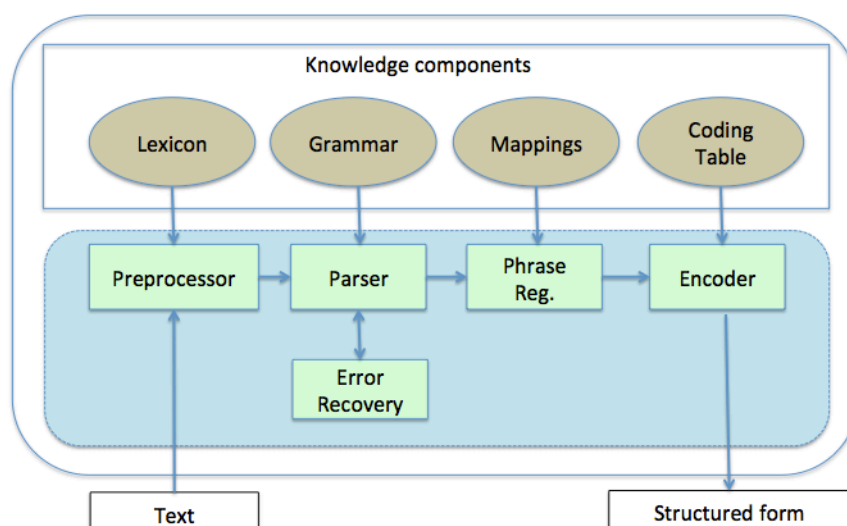 Knowledge components
Lexicon
Grammar
Mappings
Coding
Table
Preprocessor
Parser
Phrase
Reg.
Encoder
Error
Recovery
Text
Structured form